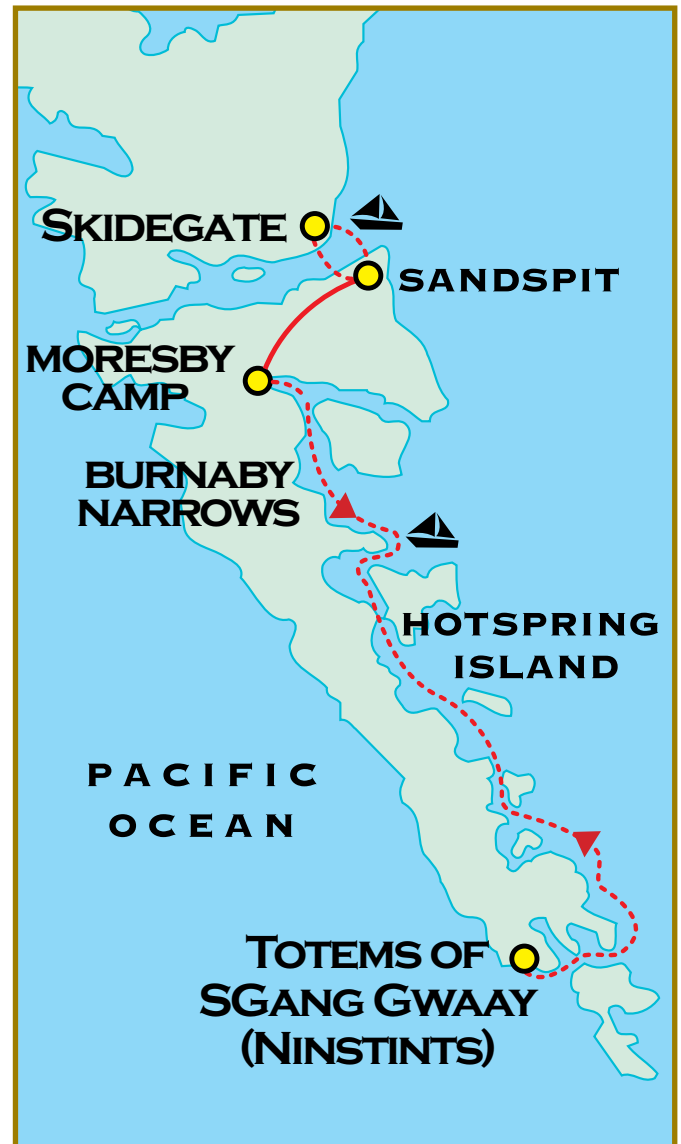 SKIDEGATE
SANDSPIT
MORESBY
CAMP
BURNABY
NARROWS
HOTSPRING
ISLAND
PACIFIC
OCEAN
TOTEMS OF
SGANG GWAAY
(NINSTINTS)